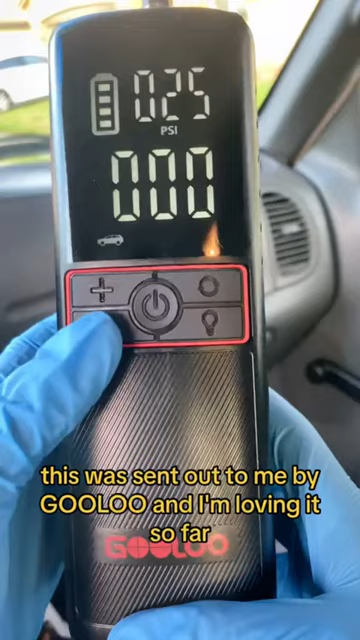 025
PSI
000
this was sent out to me by
GOOLOO and I'm loving it
so far
GOOLOO